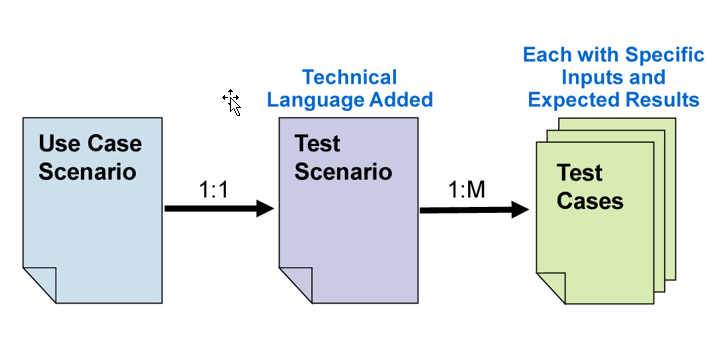 Each with Specific
Inputs and
Expected Results
Technical
Language Added
Use Case
Scenario
1:1
Test
Scenario
1:M
Test
Cases